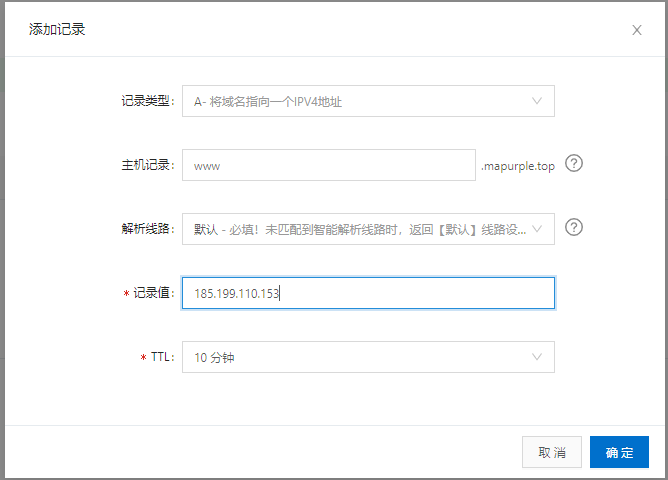 添加记录
记录类型： A- 将域名指向一个IPV4地址
主机记录： www .mapurple.top
解析线路： 默认 - 必填！未匹配到智能解析线路时，返回【默认】线路设...
* 记录值： 185.199.110.153
* TTL： 10 分钟
取消 确定